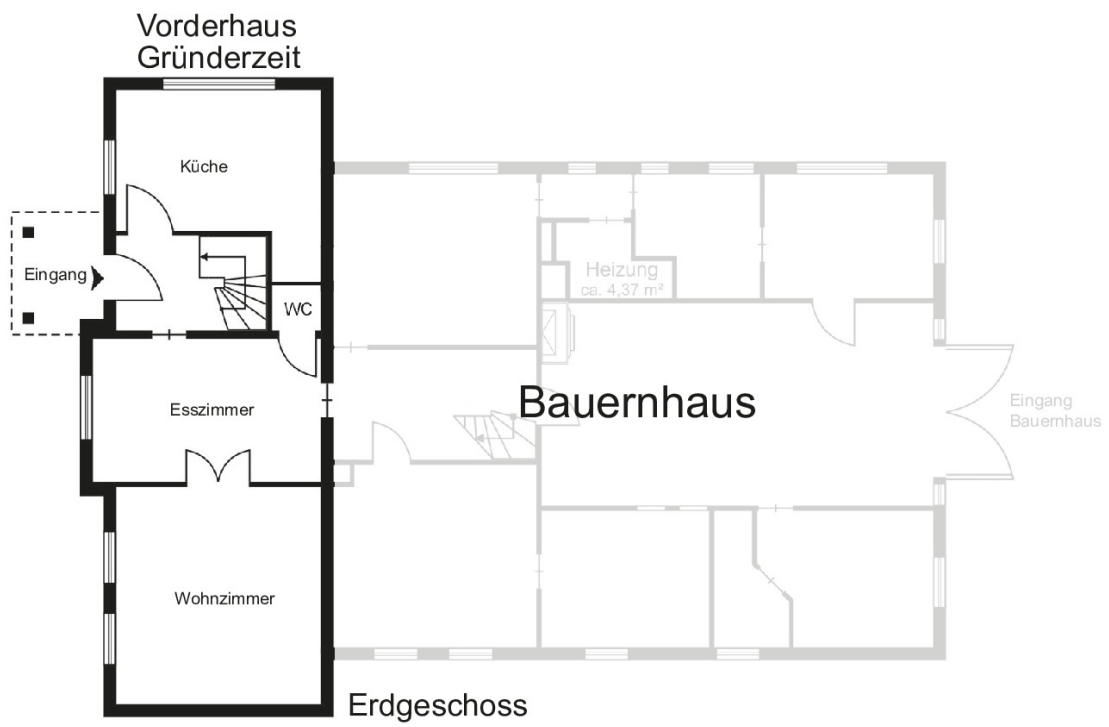 Vorderhaus
Gründerzeit
Küche
Eingang
WC
Heizung
ca. 4,37 m²
Esszimmer
Bauernhaus
Eingang
Bauernhaus
Wohnzimmer
Erdgeschoss